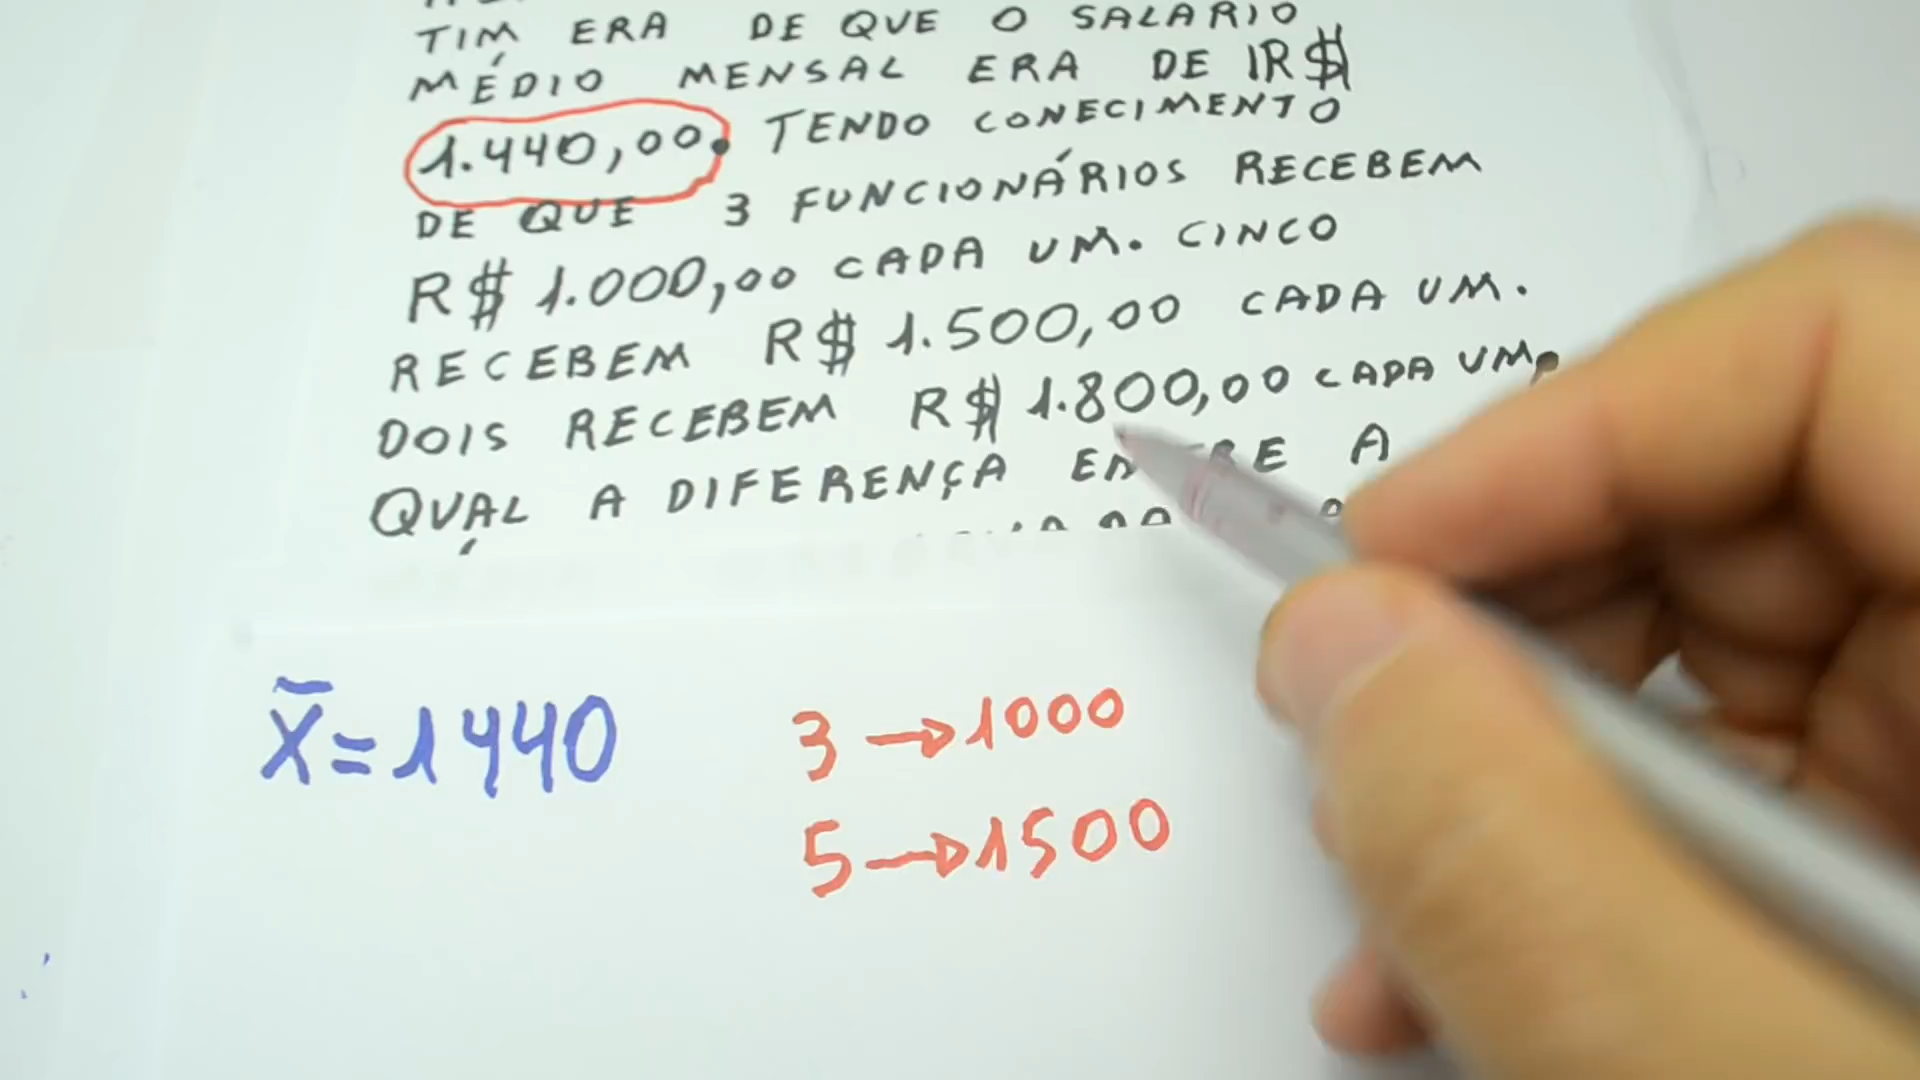 TIM ERA DE QUE O SALARIO
MÉDIO MENSAL ERA DE R$
1.440,00. TENDO CONECIMENTO
DE QUE 3 FUNCIONÁRIOS RECEBEM
R$ 1.000,00 CADA UM. CINCO
RECEBEM R$ 1.500,00 CADA UM.
DOIS RECEBEM R$ 1.800,00 CADA UM.
QUAL A DIFERENÇA A
X̄ = 1440
3 → 1000
5 → 1500